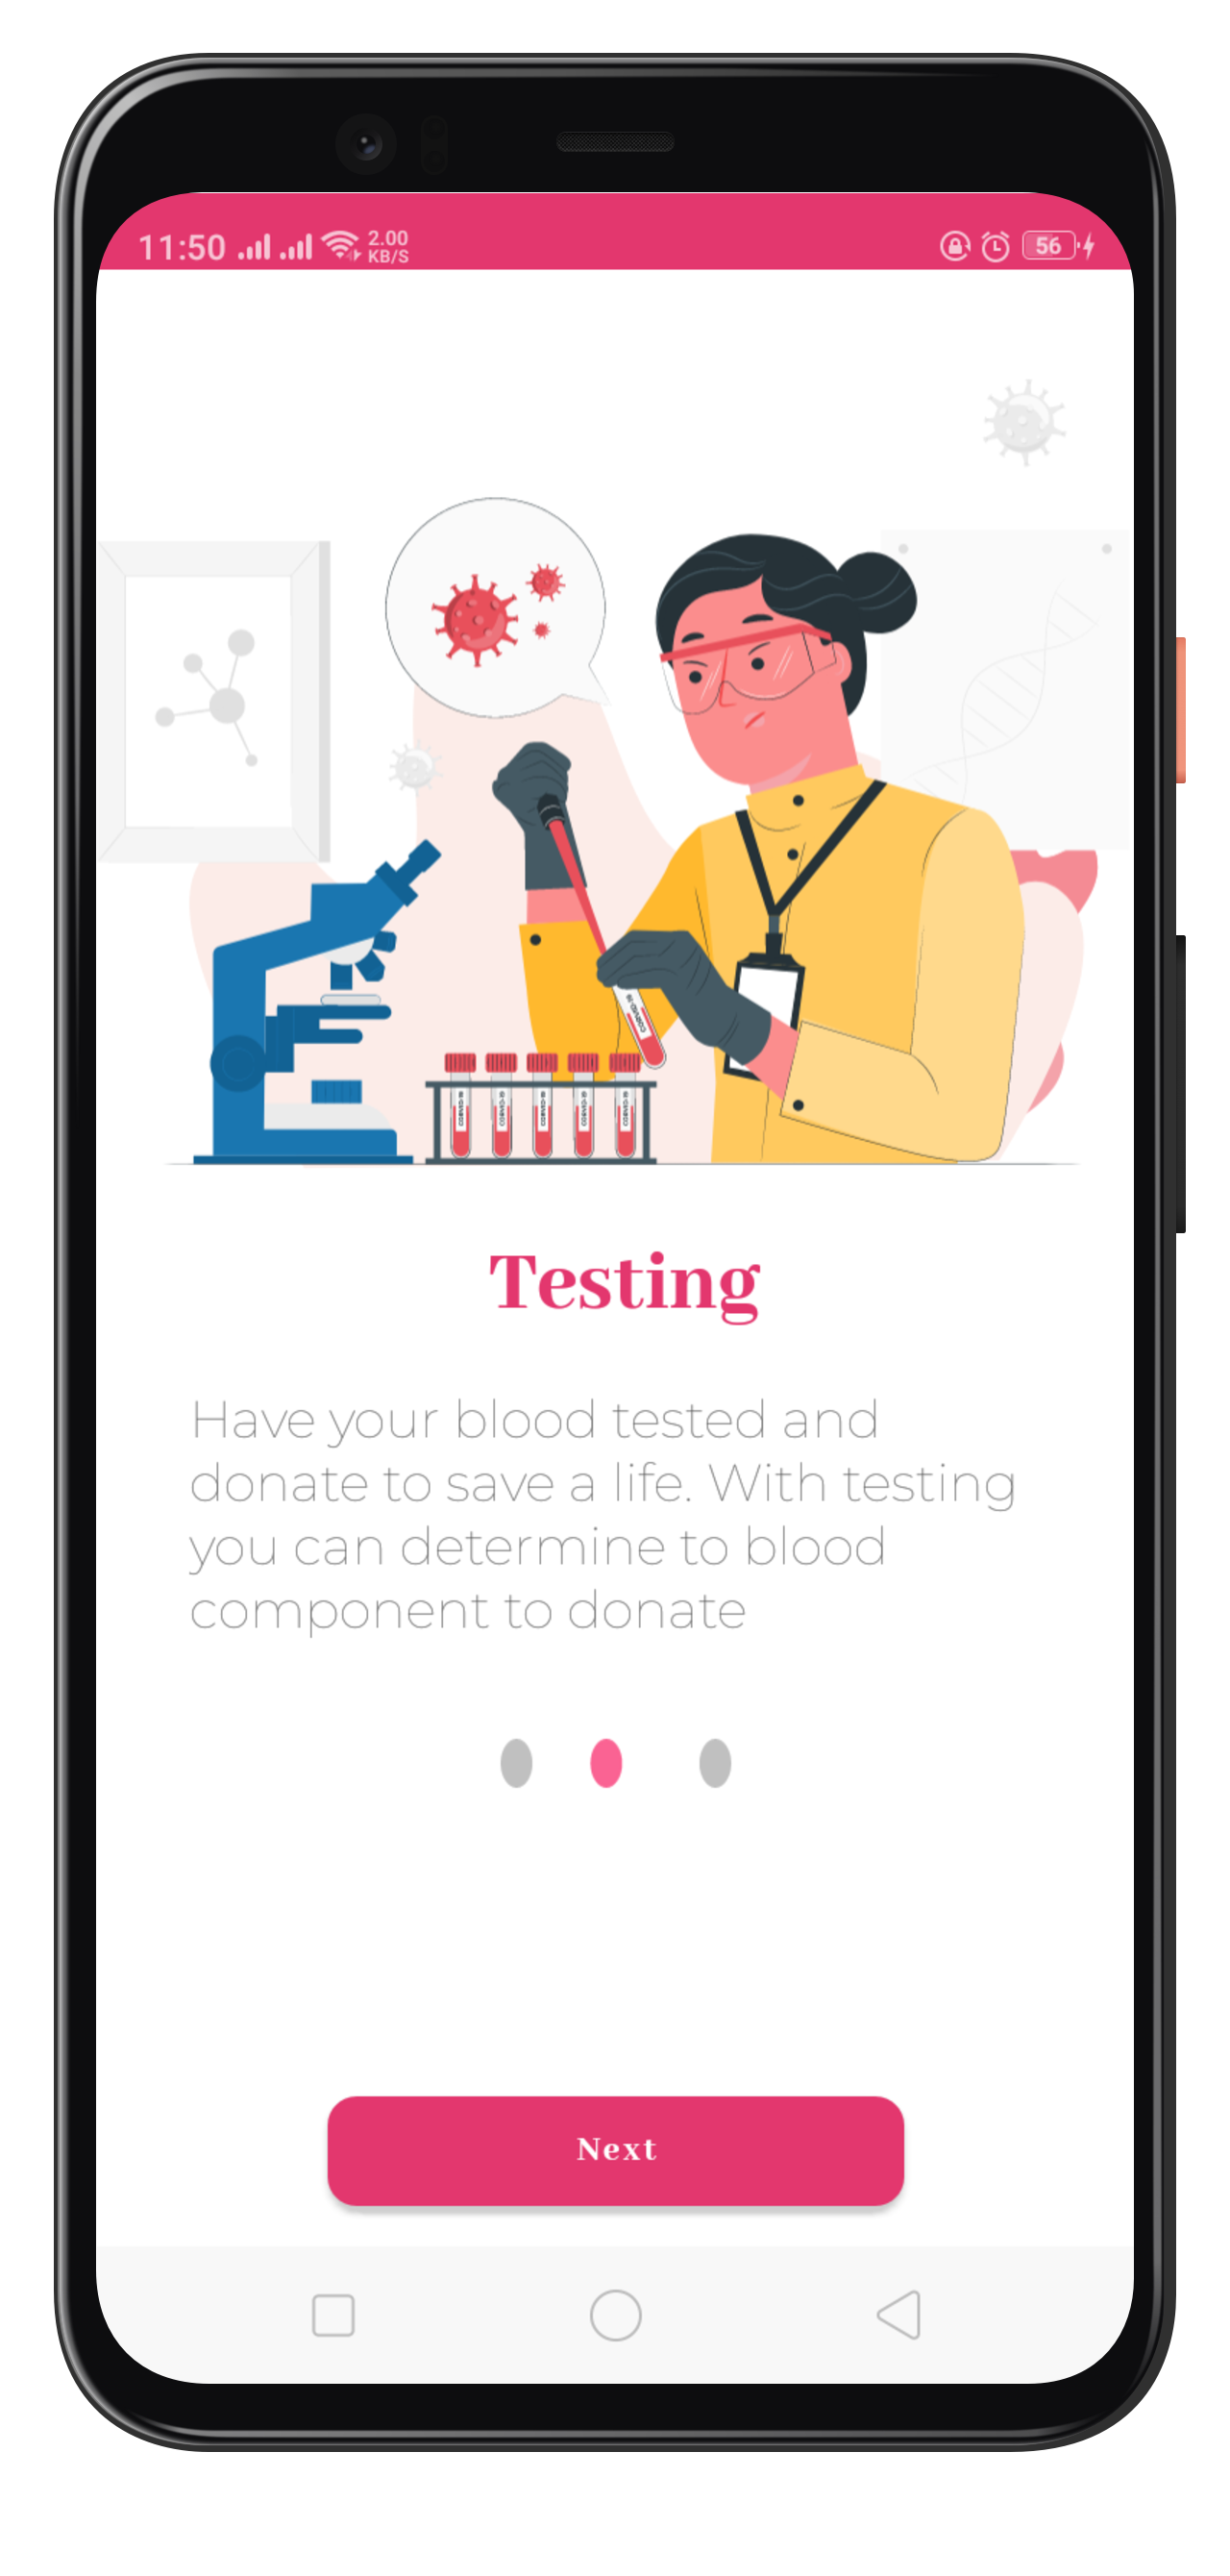 11:50 2.00 KB/S 56
Testing
Have your blood tested and
donate to save a life. With testing
you can determine to blood
component to donate
Next